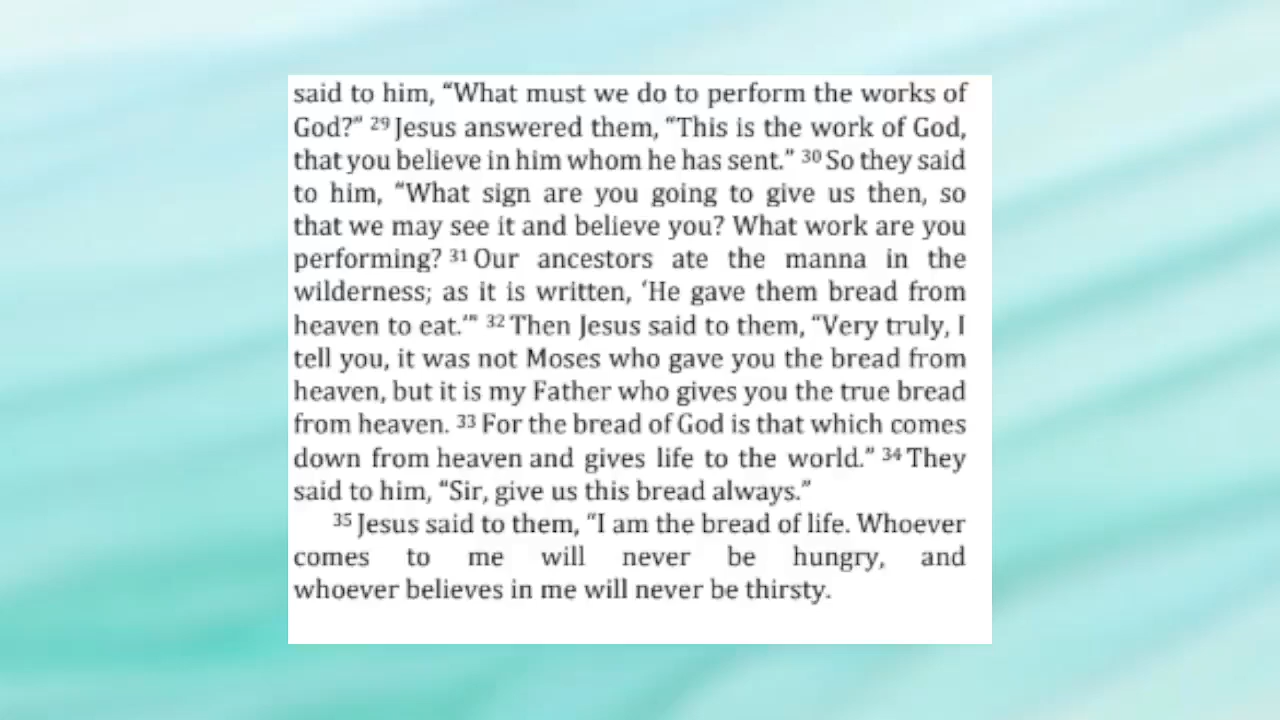 said to him, “What must we do to perform the works of
God?” 29 Jesus answered them, “This is the work of God,
that you believe in him whom he has sent.” 30 So they said
to him, “What sign are you going to give us then, so
that we may see it and believe you? What work are you
performing? 31 Our ancestors ate the manna in the
wilderness; as it is written, ‘He gave them bread from
heaven to eat.’” 32 Then Jesus said to them, “Very truly, I
tell you, it was not Moses who gave you the bread from
heaven, but it is my Father who gives you the true bread
from heaven. 33 For the bread of God is that which comes
down from heaven and gives life to the world.” 34 They
said to him, “Sir, give us this bread always.”
35 Jesus said to them, “I am the bread of life. Whoever
comes to me will never be hungry, and
whoever believes in me will never be thirsty.